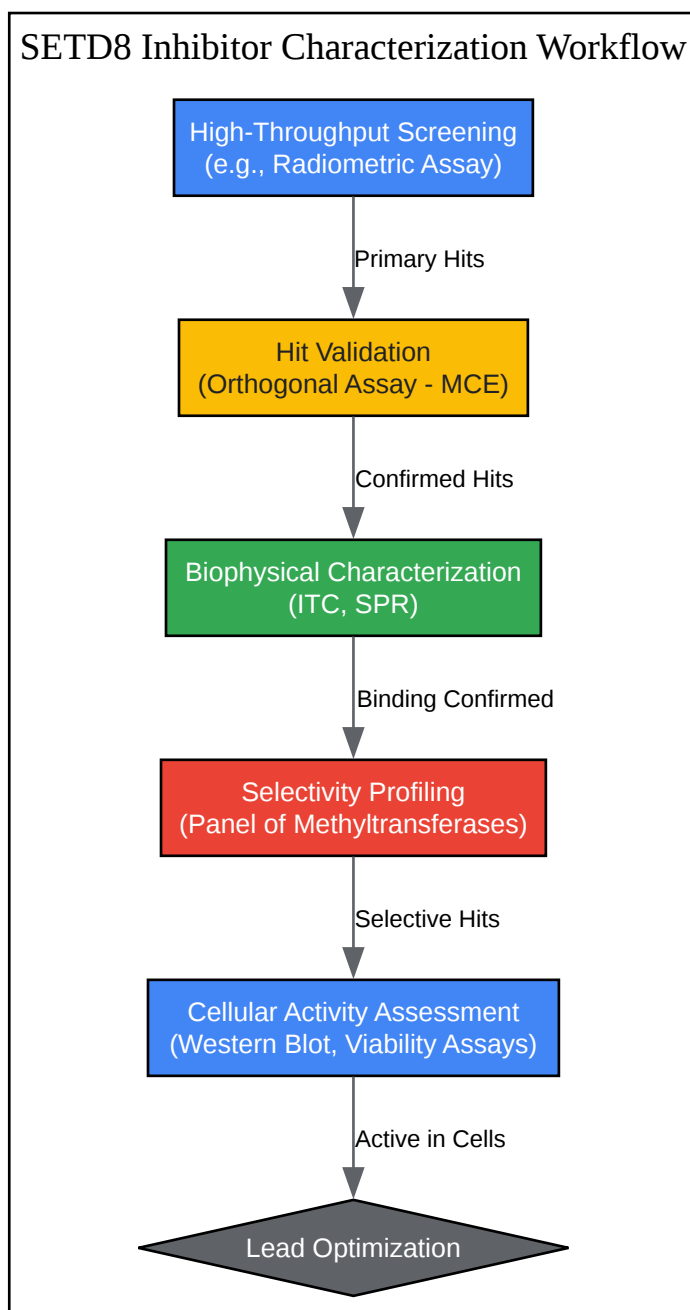 SETD8 Inhibitor Characterization Workflow
High-Throughput Screening
(e.g., Radiometric Assay)
Primary Hits
Hit Validation
(Orthogonal Assay - MCE)
Confirmed Hits
Biophysical Characterization
(ITC, SPR)
Binding Confirmed
Selectivity Profiling
(Panel of Methyltransferases)
Selective Hits
Cellular Activity Assessment
(Western Blot, Viability Assays)
Active in Cells
Lead Optimization